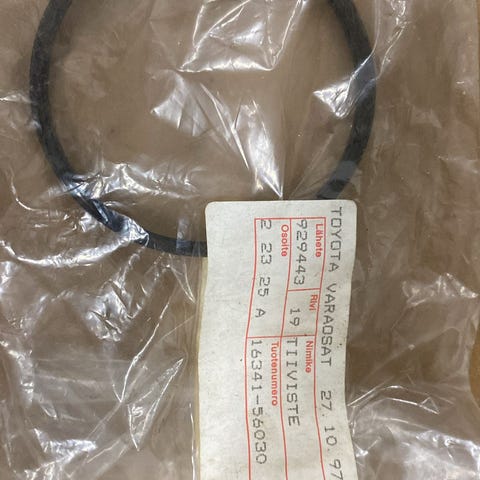 TOYOTA VARAOSAT 27.10.97
Lähete Rivi Nimike
929443 19 TIIVISTE
Osoite Tuotenumero
2 23 25 A 16341-56030